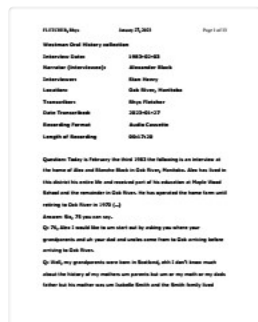 FLETCHER, Rhys January 27, 2023 Page 1 of 13
Westman Oral History collection
Interview Date: 1983-02-03
Narrator (Interviewee): Alexander Black
Interviewer: Stan Henry
Location: Oak River, Manitoba
Transcriber: Rhys Fletcher
Date Transcribed: 2023-01-27
Recording Format Audio Cassette
Length of Recording 00:47:20
Question: Today is February the third 1983 the following is an interview at
the home of Alex and Blanche Black in Oak River, Manitoba. Alex has lived in
this district his entire life and received part of his education at Maple Wood
School and the remainder in Oak River. He has operated the home farm until
retiring to Oak River in 1978 (…)
Answer: Six, 76 you can say.
Q: 76, Alex I would like to um start out by asking you where your
grandparents and uh your dad and uncles came from to Oak arriving before
arriving to Oak River.
A: Well, my grandparents were born in Scotland, ehh I don't know much
about the history of my mothers um parents but um or my moth or my dads
father but his mother was um Isabelle Smith and the Smith family lived